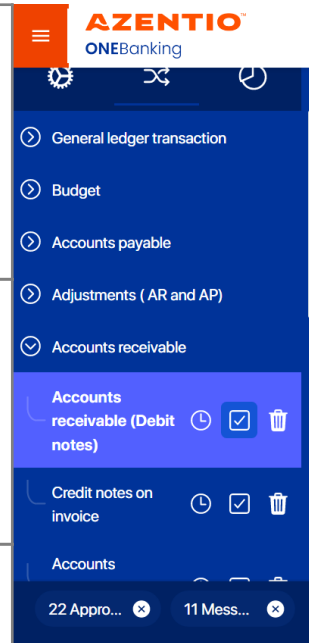 AZENTIO™
ONEBanking
General ledger transaction
Budget
Accounts payable
Adjustments ( AR and AP)
Accounts receivable
Accounts
receivable (Debit
notes)
Credit notes on
invoice
Accounts
22 Appro...
11 Mess...